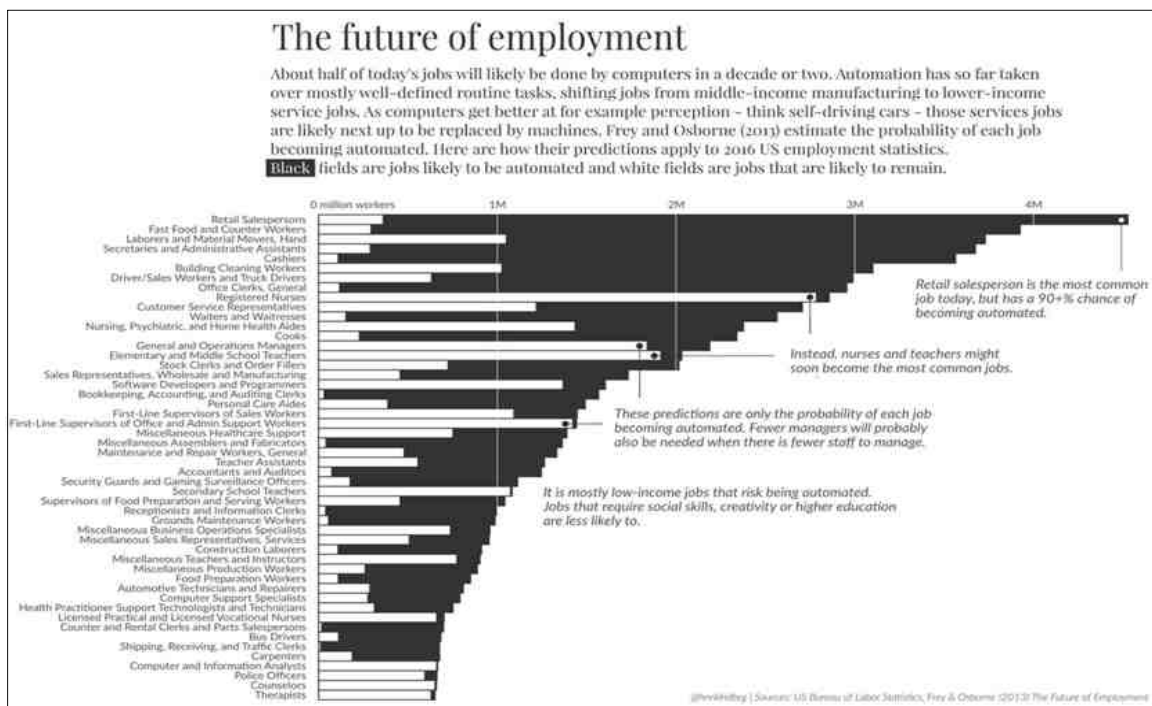 The future of employment
About half of today's jobs will likely be done by computers in a decade or two. Automation has so far taken
over mostly well-defined routine tasks, shifting jobs from middle-income manufacturing to lower-income
service jobs. As computers get better at for example perception - think self-driving cars - those services jobs
are likely next up to be replaced by machines. Frey and Osborne (2013) estimate the probability of each job
becoming automated. Here are how their predictions apply to 2016 US employment statistics.
Black fields are jobs likely to be automated and white fields are jobs that are likely to remain.
0 million workers 1M 2M 3M 4M
Retail Salespersons
Fast Food and Counter Workers
Laborers and Material Movers, Hand
Secretaries and Administrative Assistants
Cashiers
Building Cleaning Workers
Driver/Sales Workers and Truck Drivers
Office Clerks, General
Registered Nurses
Customer Service Representatives
Waiters and Waitresses
Nursing, Psychiatric, and Home Health Aides
Cooks
General and Operations Managers
Elementary and Middle School Teachers
Stock Clerks and Order Fillers
Sales Representatives, Wholesale and Manufacturing
Software Developers and Programmers
Bookkeeping, Accounting, and Auditing Clerks
Personal Care Aides
First-Line Supervisors of Sales Workers
First-Line Supervisors of Office and Admin Support Workers
Miscellaneous Healthcare Support
Miscellaneous Assemblers and Fabricators
Maintenance and Repair Workers, General
Teacher Assistants
Accountants and Auditors
Security Guards and Gaming Surveillance Officers
Secondary School Teachers
Supervisors of Food Preparation and Serving Workers
Receptionists and Information Clerks
Grounds Maintenance Workers
Miscellaneous Business Operations Specialists
Miscellaneous Sales Representatives, Services
Construction Laborers
Miscellaneous Teachers and Instructors
Miscellaneous Production Workers
Food Preparation Workers
Automotive Technicians and Repairers
Computer Support Specialists
Health Practitioner Support Technologists and Technicians
Licensed Practical and Licensed Vocational Nurses
Counter and Rental Clerks and Parts Salespersons
Bus Drivers
Shipping, Receiving, and Traffic Clerks
Carpenters
Computer and Information Analysts
Police Officers
Counselors
Therapists
Retail salesperson is the most common
job today, but has a 90+% chance of
becoming automated.
Instead, nurses and teachers might
soon become the most common jobs.
These predictions are only the probability of each job
becoming automated. Fewer managers will probably
also be needed when there is fewer staff to manage.
It is mostly low-income jobs that risk being automated.
Jobs that require social skills, creativity or higher education
are less likely to.
| Sources: US Bureau of Labor Statistics, Frey & Osborne (2013) The Future of Employment